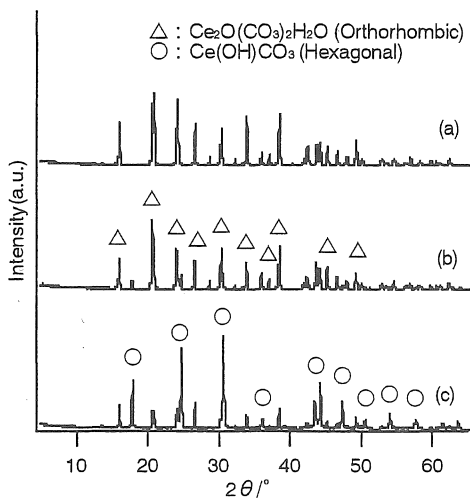 △ : Ce₂O(CO₃)₂H₂O (Orthorhombic)
○ : Ce(OH)CO₃ (Hexagonal)
Intensity(a.u.)
(a)
(b)
(c)
10 20 30 40 50 60
2θ/°